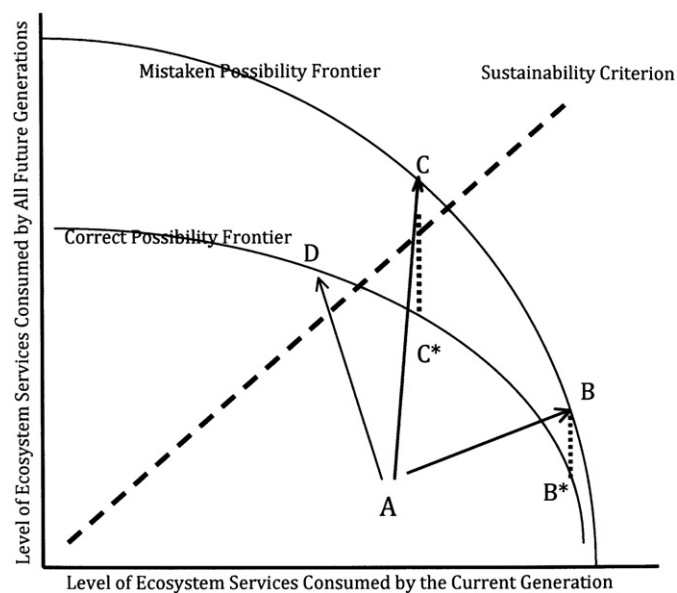 Level of Ecosystem Services Consumed by All Future Generations
Mistaken Possibility Frontier
Sustainability Criterion
C
Correct Possibility Frontier
D
C*
B
A
B*
Level of Ecosystem Services Consumed by the Current Generation